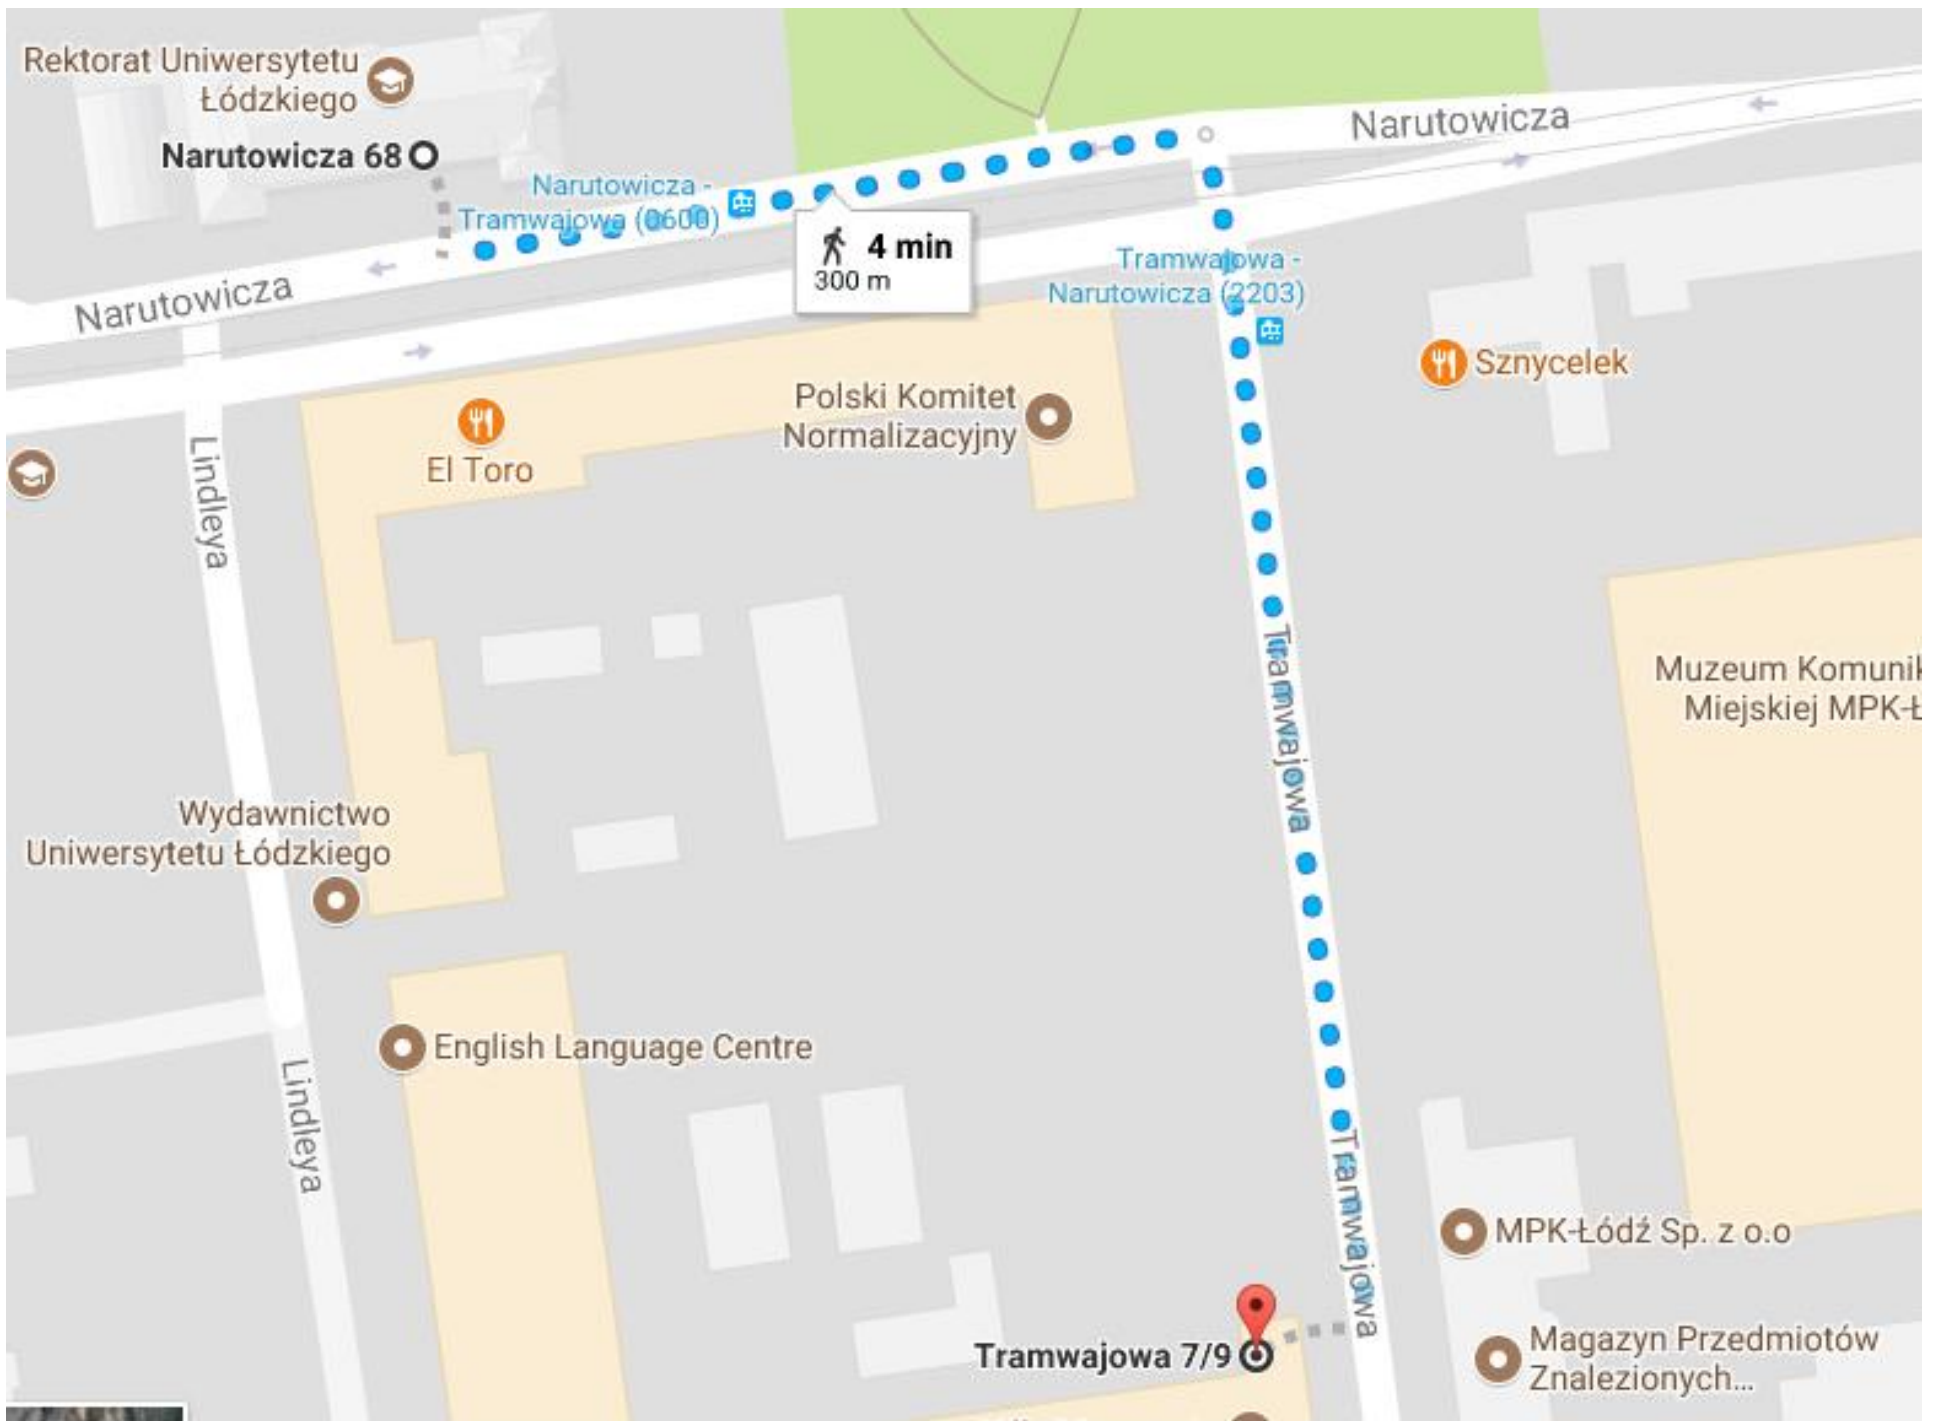 Rektorat Uniwersytetu
Łódzkiego
Narutowicza 68
Narutowicza
Narutowicza -
Tramwajowa (0600)
4 min
300 m
Tramwajowa -
Narutowicza (2203)
Narutowicza
Sznycelek
Polski Komitet
Normalizacyjny
El Toro
Lindleya
Tramwajowa
Muzeum Komunik
Miejskiej MPK-Ł
Wydawnictwo
Uniwersytetu Łódzkiego
English Language Centre
Lindleya
Tramwajowa
MPK-Łódź Sp. z o.o
Tramwajowa 7/9
Magazyn Przedmiotów
Znalezionych...